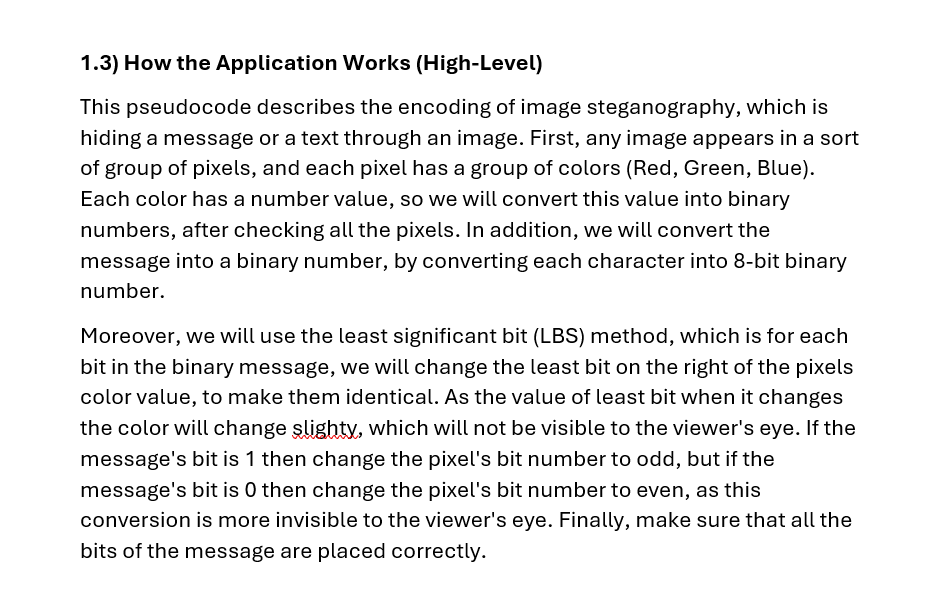 1.3) How the Application Works (High-Level)
This pseudocode describes the encoding of image steganography, which is
hiding a message or a text through an image. First, any image appears in a sort
of group of pixels, and each pixel has a group of colors (Red, Green, Blue).
Each color has a number value, so we will convert this value into binary
numbers, after checking all the pixels. In addition, we will convert the
message into a binary number, by converting each character into 8-bit binary
number.
Moreover, we will use the least significant bit (LBS) method, which is for each
bit in the binary message, we will change the least bit on the right of the pixels
color value, to make them identical. As the value of least bit when it changes
the color will change slighty, which will not be visible to the viewer's eye. If the
message's bit is 1 then change the pixel's bit number to odd, but if the
message's bit is 0 then change the pixel's bit number to even, as this
conversion is more invisible to the viewer's eye. Finally, make sure that all the
bits of the message are placed correctly.